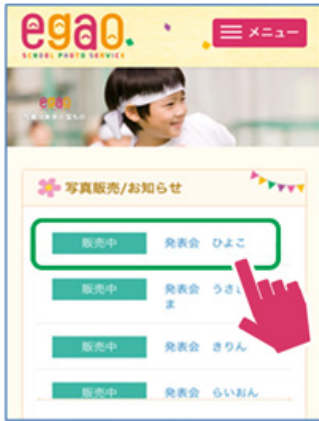 egao.
SCHOOL PHOTO SERVICE
メニュー
egao
写真販売/お知らせ
販売中 発表会 ひよこ
販売中 発表会 うさ
ま
販売中 発表会 きりん
販売中 発表会 らいおん